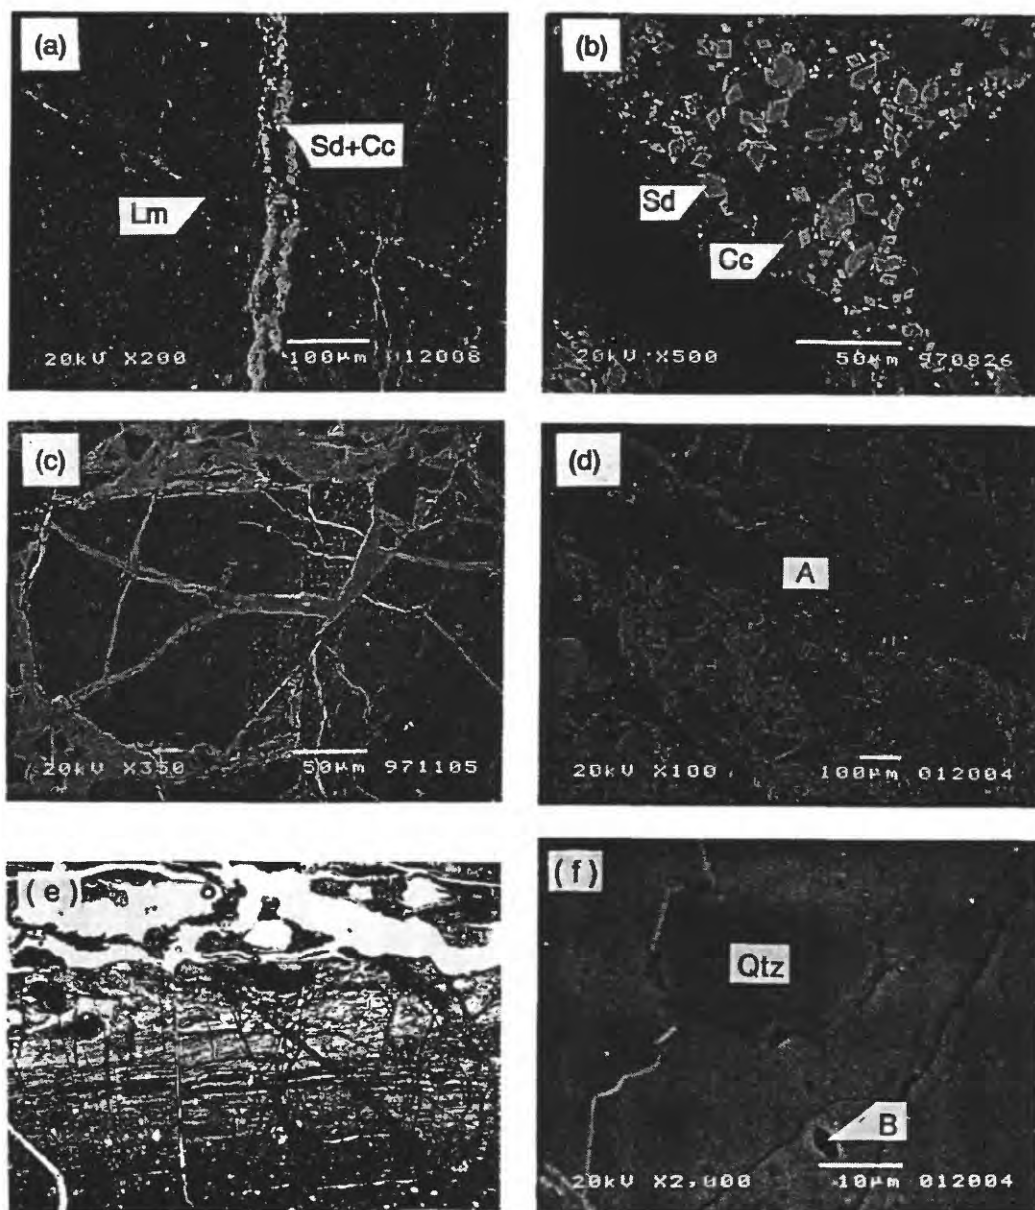 (a)
Sd+Cc
Lm
20kV X200 100μm 012008
(b)
Sd
Cc
20kV X500 50μm 970826
(c)
20kV X350 50μm 971105
(d)
A
20kV X100 100μm 012004
(e)
(f)
Qtz
B
20kV X2,000 10μm 012004